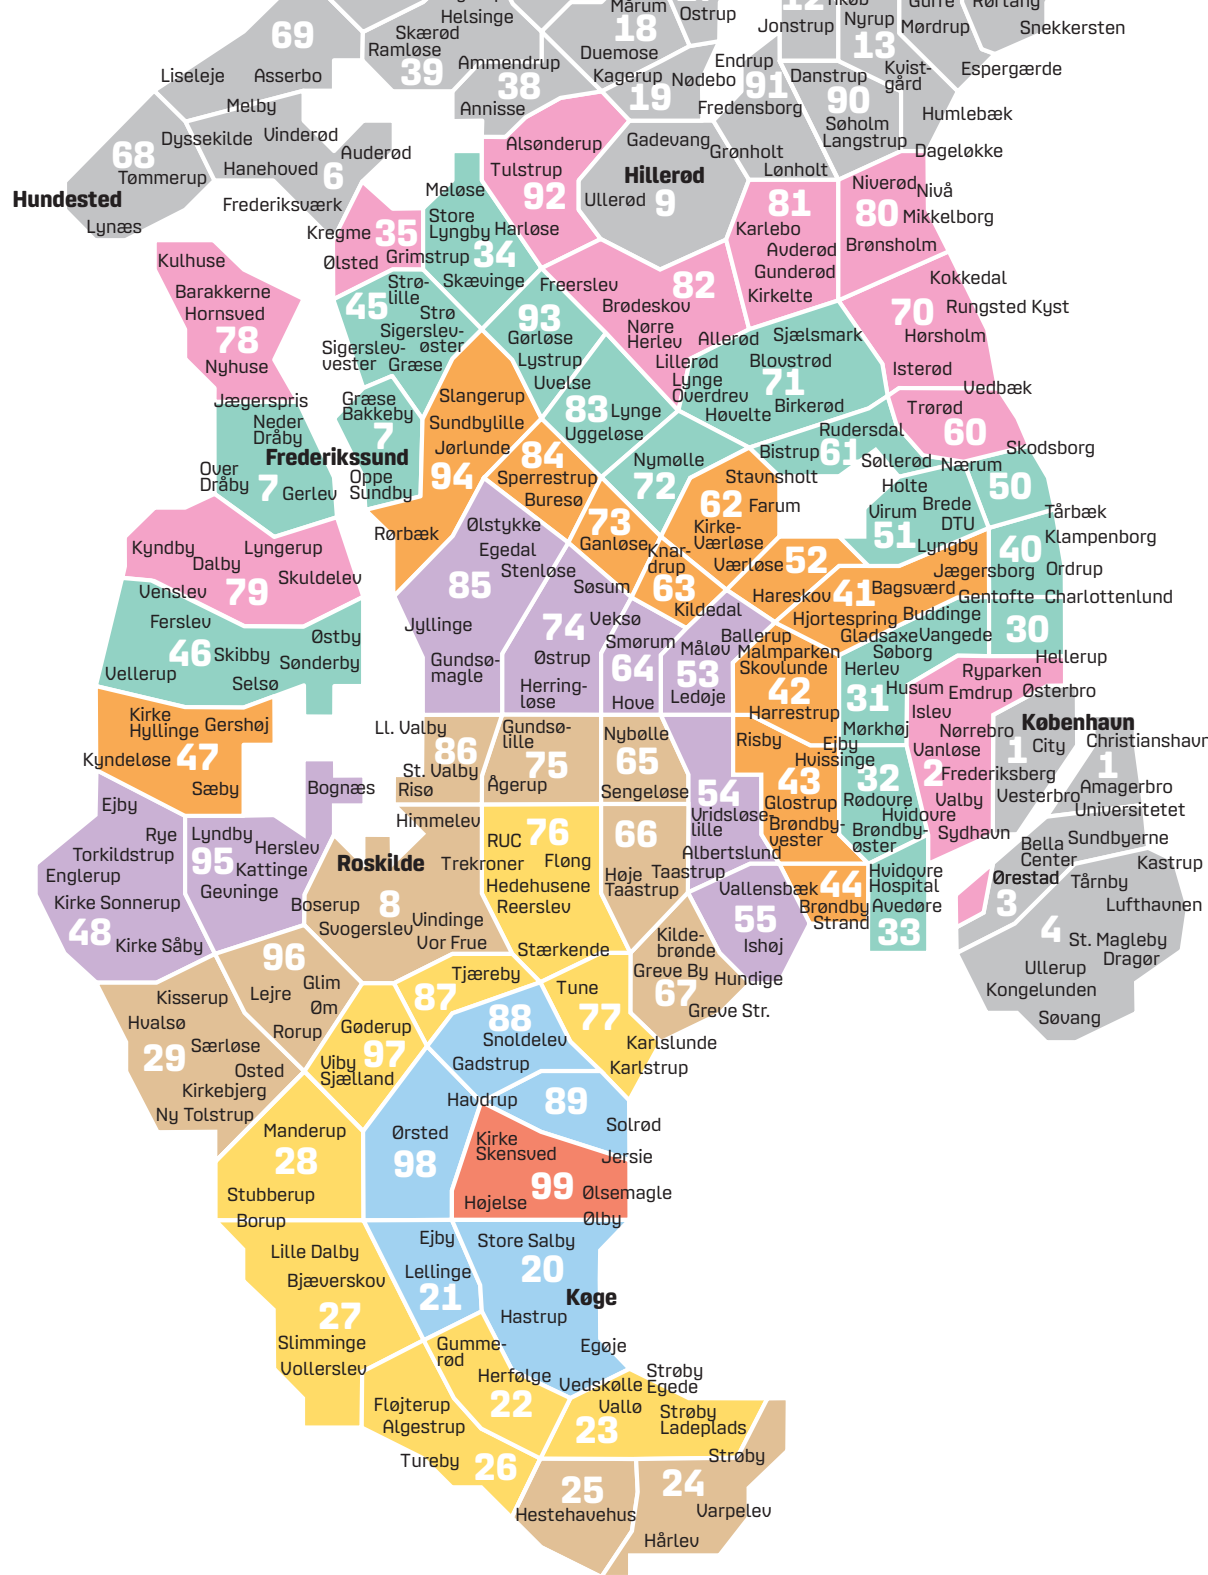 Helsinge
Mårum
Ostrup
12
Jonstrup
Nyrup
Gurre
Rørtang
69
Skærød
Ramløse
18
Mørdrup
Snekkersten
13
Duemose
Liseleje
Asserbo
39
Ammendrup
38
Kagerup
Nødebo
Endrup
91
Danstrup
Kvist-
gård
Espergærde
19
90
Melby
Annisse
Fredensborg
Humlebæk
Søholm
Langstrup
Dyssekilde
Vinderød
Auderød
Alsønderup
Gadevang
Grønholt
Dageløkke
68
Tømmerup
Hanehoved
6
Tulstrup
Hillerød
Lønholt
Hundested
Meløse
92
Ullerød
9
81
Niverød
Nivå
Frederiksværk
Lynæs
Kregme
35
Store
Lyngby
Harløse
Karlebo
80
Mikkelborg
Brønsholm
Kulhuse
Ølsted
Grimstrup
34
Avderød
Gunderød
Kokkedal
Barakkerne
Hornsved
Strø-
lille
Skævinge
Freerslev
82
Kirkelte
45
Strø
93
Brødeskov
70
Rungsted Kyst
78
Sigerslev-
øster
Gørløse
Nørre
Herlev
Allerød
Sjælsmark
Hørsholm
Nyhuse
Sigerslev-
vester
Græse
Lystrup
Lillerød
Blovstrød
Isterød
Jægerspris
Græse
Bakkeby
Slangerup
Uvelse
Lynge
Overdrev
71
Vedbæk
Neder
Dråby
7
Sundbylille
83
Lynge
Høvelte
Birkerød
Trørød
60
Uggeløse
Rudersdal
Frederikssund
Jørlunde
84
Nymølle
Bistrup
61
Søllerød
Skodsborg
Over
Dråby
7
Gerlev
Oppe
Sundby
94
Sperrestrup
72
Stavnsholt
Nærum
50
Buresø
62
Farum
Holte
Rørbæk
Ølstykke
73
Kirke-
Værløse
Virum
Brede
DTU
Tårbæk
Kyndby
Lyngerup
Ganløse
51
Lyngby
40
Klampenborg
Dalby
Egedal
Knar-
drup
Værløse
52
Skuldelev
Stenløse
Jægersborg
Ordrup
79
Venslev
85
Søsum
63
Hareskov
41
Bagsværd
Gentofte
Charlottenlund
Ferslev
Jyllinge
74
Veksø
Kildedal
Hjortespring
Buddinge
30
Østby
Smørum
Ballerup
Gladsaxe
Vangede
46
Skibby
Sønderby
Gundsø-
magle
Østrup
64
Måløv
Malmparken
Søborg
Hellerup
Vellerup
Selsø
53
Skovlunde
Herlev
Ryparken
Herring-
løse
Hove
Ledøje
42
31
Husum
Emdrup
Østerbro
Kirke
Hyllinge
Gershøj
Ll. Valby
Gundsø-
lille
Nybølle
Harrestrup
Mørkhøj
Islev
Nørrebro
København
Kyndeløse
47
86
75
65
Risby
Ejby
Hvissinge
Vanløse
1
City
Christianshavn
Sæby
St. Valby
Risø
Ågerup
Sengeløse
54
43
32
2
Frederiksberg
1
Amagerbro
Bognæs
Glostrup
Rødovre
Valby
Vesterbro
Ejby
Himmelev
Vridsløse-
lille
Hvidovre
Universitetet
Rye
Lyndby
Herslev
RUC
76
66
Brøndby-
vester
Brøndby-
øster
Sydhavn
Bella
Center
Sundbyerne
Torkildstrup
95
Kattinge
Roskilde
Trekroner
Fløng
Albertslund
Kastrup
Englerup
Gevninge
Hedehusene
Høje
Taastrup
Taastrup
Hvidovre
Hospital
Ørestad
Tårnby
Kirke Sonnerup
Boserup
8
Reerslev
Vallensbæk
44
Brøndby
Strand
Avedøre
3
Lufthavnen
48
Svogerslev
Vindinge
55
33
4
Kirke Såby
Vor Frue
Stærkende
Kilde-
brønde
Ishøj
St. Magleby
96
Dragør
Kisserup
Lejre
Glim
Tjæreby
Greve By
Hundige
Ullerup
Hvalsø
Øm
87
Tune
67
Kongelunden
Særløse
Rorup
Gøderup
88
77
Greve Str.
Søvang
29
Viby
Sjælland
97
Snoldelev
Karlslunde
Osted
Gadstrup
Karlstrup
Kirkebjerg
Ny Tolstrup
Havdrup
89
Manderup
Ørsted
Solrød
Kirke
Skensved
28
98
Jersie
99
Stubberup
Højelse
Ølsemagle
Borup
Ølby
Ejby
Store Salby
Lille Dalby
20
Lellinge
Bjæverskov
21
Køge
27
Hastrup
Slimminge
Gumme-
rød
Egøje
Vollerslev
Herfølge
Strøby
Egede
Vedskølle
Fløjterup
22
Vallø
Strøby
Ladeplads
Algestrup
23
Tureby
26
Strøby
25
24
Hestehavehus
Varpelev
Hårlev